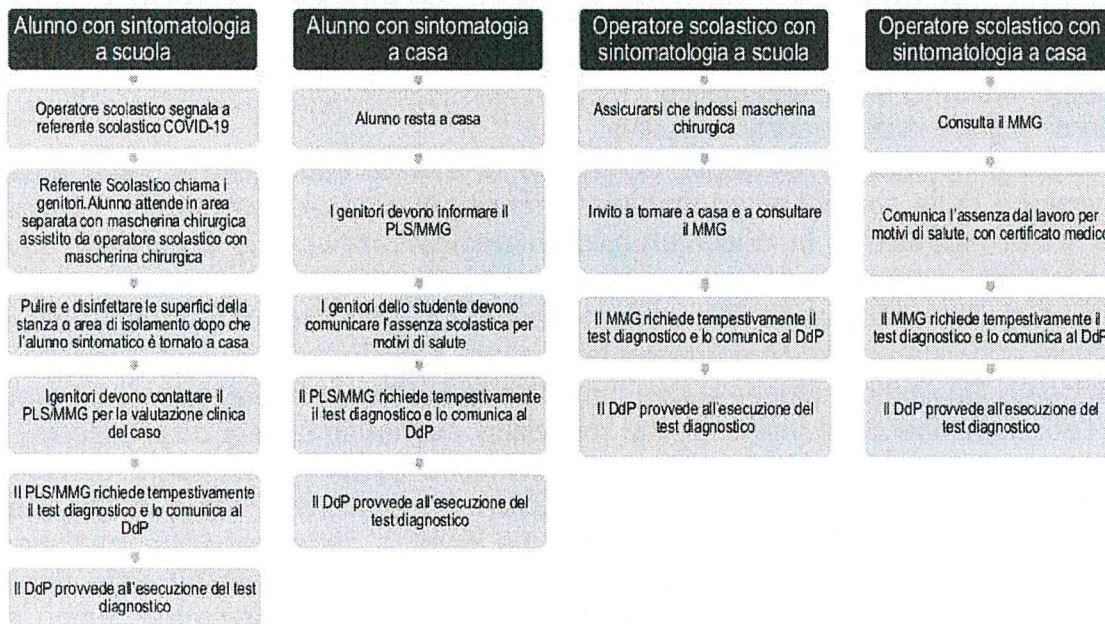 Alunno con sintomatologia
a scuola
Operatore scolastico segnala a
referente scolastico COVID-19
Referente Scolastico chiama i
genitori.Alunno attende in area
separata con mascherina chirurgica
assistito da operatore scolastico con
mascherina chirurgica
Pulire e disinfettare le superfici della
stanza o area di isolamento dopo che
l'alunno sintomatico è tornato a casa
Igenitori devono contattare il
PLS/MMG per la valutazione clinica
del caso
Il PLS/MMG richiede tempestivamente
il test diagnostico e lo comunica al
DdP
Il DdP provvede all'esecuzione del test
diagnostico
Alunno con sintomatogia
a casa
Alunno resta a casa
I genitori devono informare il
PLS/MMG
I genitori dello studente devono
comunicare l'assenza scolastica per
motivi di salute
Il PLS/MMG richiede tempestivamente
il test diagnostico e lo comunica al
DdP
Il DdP provvede all'esecuzione del
test diagnostico
Operatore scolastico con
sintomatologia a scuola
Assicurarsi che indossi mascherina
chirurgica
Invito a tornare a casa e a consultare
il MMG
Il MMG richiede tempestivamente il
test diagnostico e lo comunica al DdP
Il DdP provvede all'esecuzione del
test diagnostico
Operatore scolastico con
sintomatologia a casa
Consulta il MMG
Comunica l'assenza dal lavoro per
motivi di salute, con certificato medico
Il MMG richiede tempestivamente il
test diagnostico e lo comunica al DdP
Il DdP provvede all'esecuzione del
test diagnostico